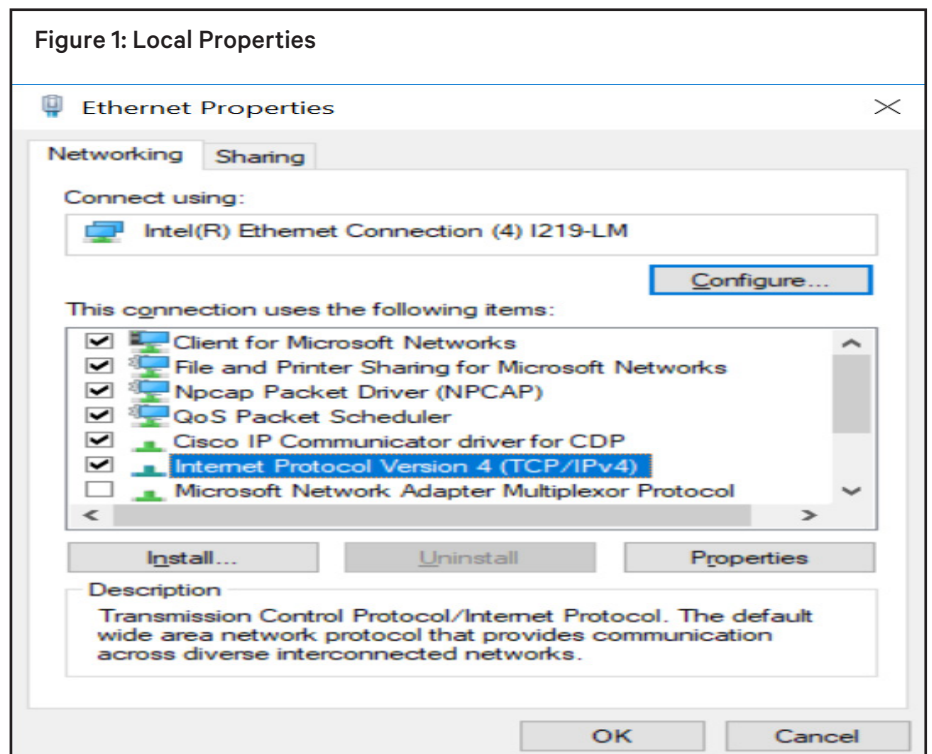 Figure 1: Local Properties
Ethernet Properties
Networking
Sharing
Connect using:
Intel(R) Ethernet Connection (4) I219-LM
Configure...
This connection uses the following items:
Client for Microsoft Networks
File and Printer Sharing for Microsoft Networks
Npcap Packet Driver (NPCAP)
QoS Packet Scheduler
Cisco IP Communicator driver for CDP
Internet Protocol Version 4 (TCP/IPv4)
Microsoft Network Adapter Multiplexor Protocol
Install...
Uninstall
Properties
Description
Transmission Control Protocol/Internet Protocol. The default
wide area network protocol that provides communication
across diverse interconnected networks.
OK
Cancel